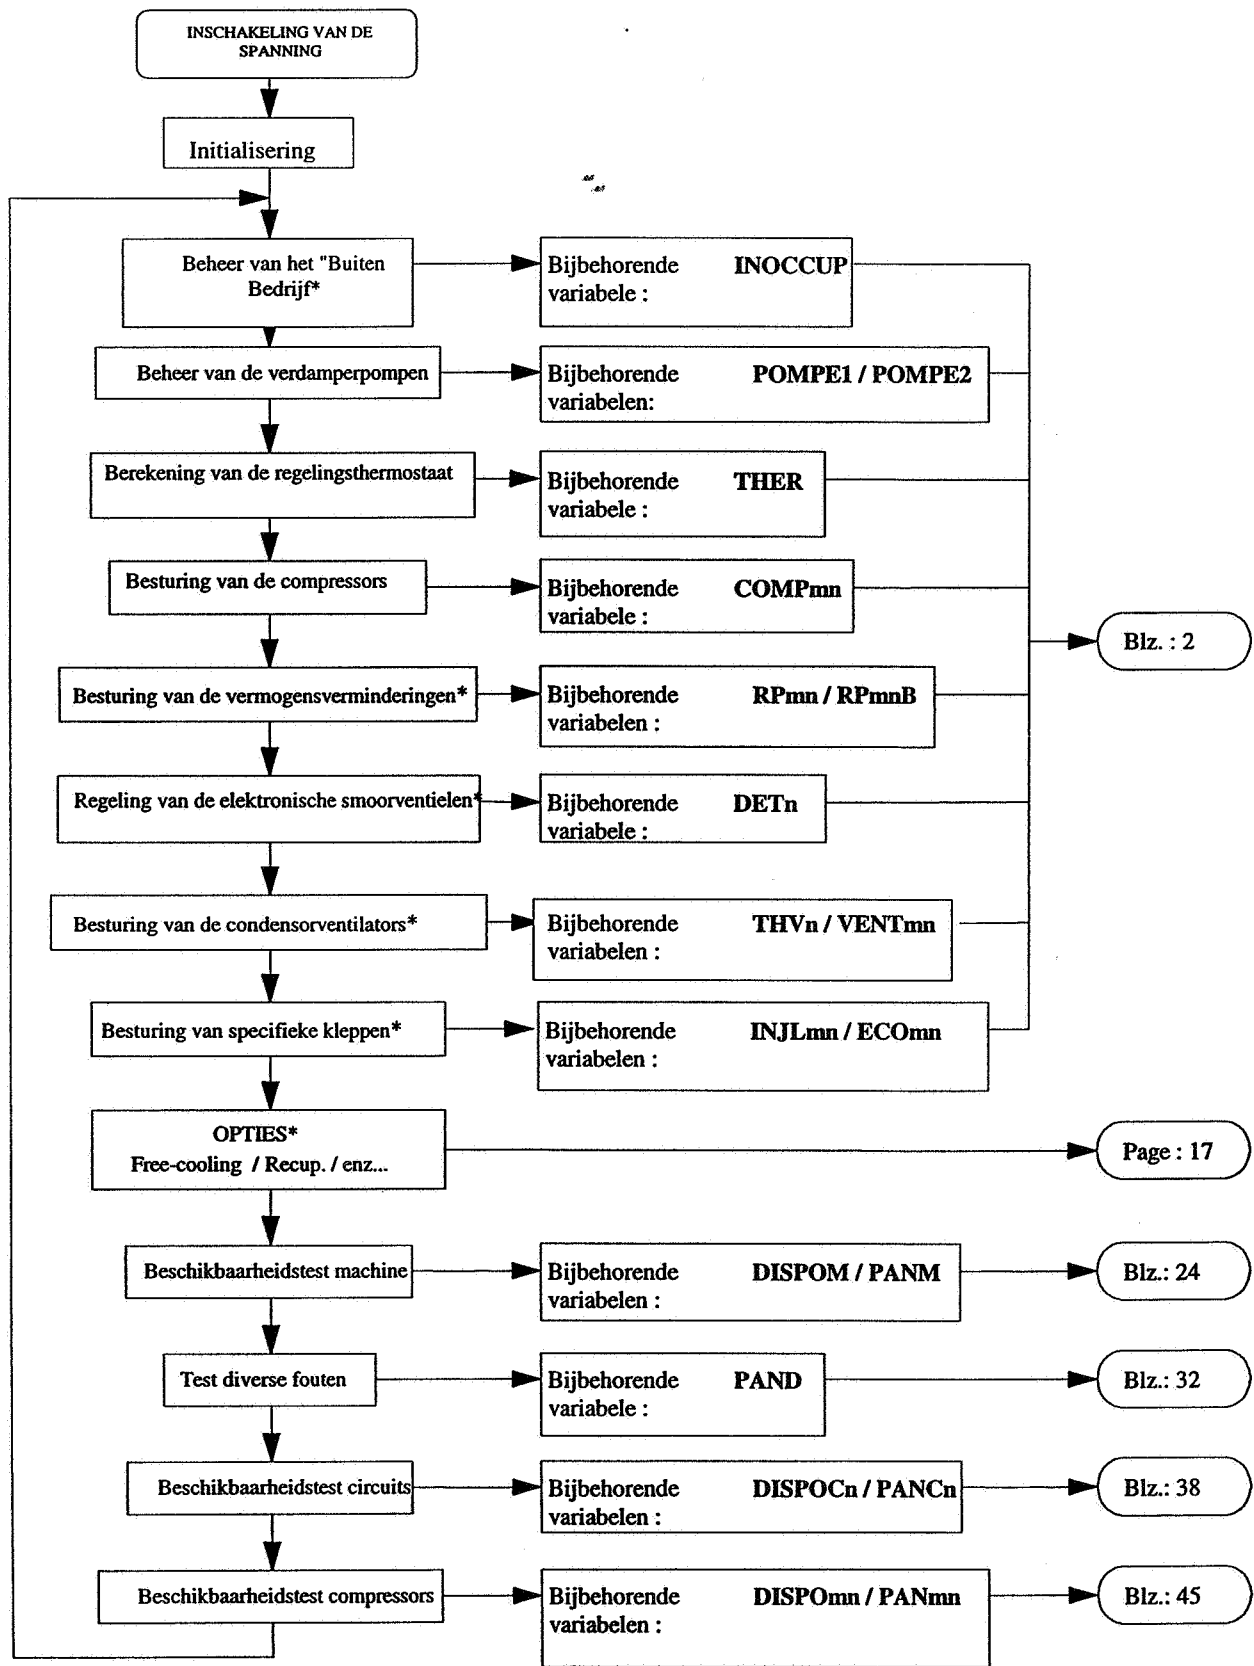 INSCHAKELING VAN DE
SPANNING
Initialisering
Beheer van het "Buiten
Bedrijf*
Bijbehorende INOCCUP
variabele :
Beheer van de verdamperpompen
Bijbehorende POMPE1 / POMPE2
variabelen:
Berekening van de regelingsthermostaat
Bijbehorende THER
variabele :
Besturing van de compressors
Bijbehorende COMPmn
variabele :
Blz. : 2
Besturing van de vermogensverminderingen*
Bijbehorende RPmn / RPmnB
variabelen :
Regeling van de elektronische smoorventielen*
Bijbehorende DETn
variabele :
Besturing van de condensorventilators*
Bijbehorende THVn / VENTmn
variabelen :
Besturing van specifieke kleppen*
Bijbehorende INJLmn / ECOmn
variabelen :
OPTIES*
Free-cooling / Recup. / enz...
Page : 17
Beschikbaarheidstest machine
Bijbehorende DISPOM / PANM
variabelen :
Blz.: 24
Test diverse fouten
Bijbehorende PAND
variabele :
Blz.: 32
Beschikbaarheidstest circuits
Bijbehorende DISPOCn / PANCn
variabelen :
Blz.: 38
Beschikbaarheidstest compressors
Bijbehorende DISPOmn / PANmn
variabelen :
Blz.: 45